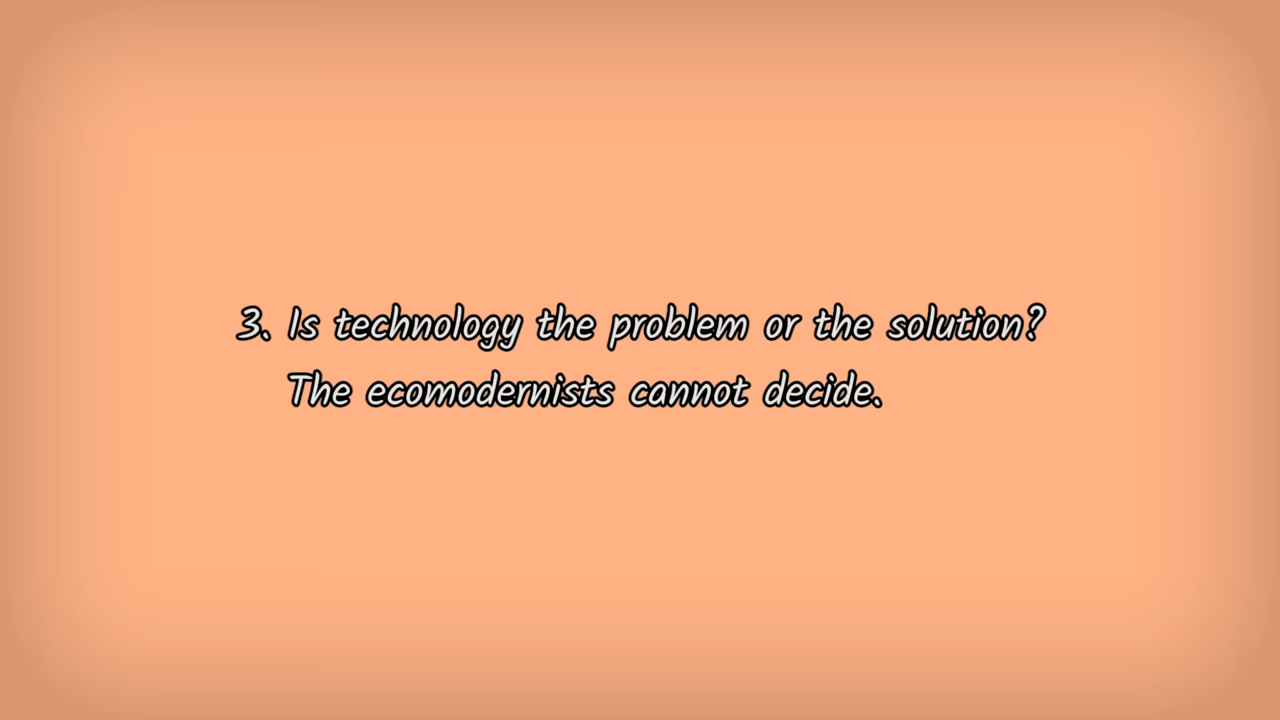 3. Is technology the problem or the solution?
The ecomodernists cannot decide.